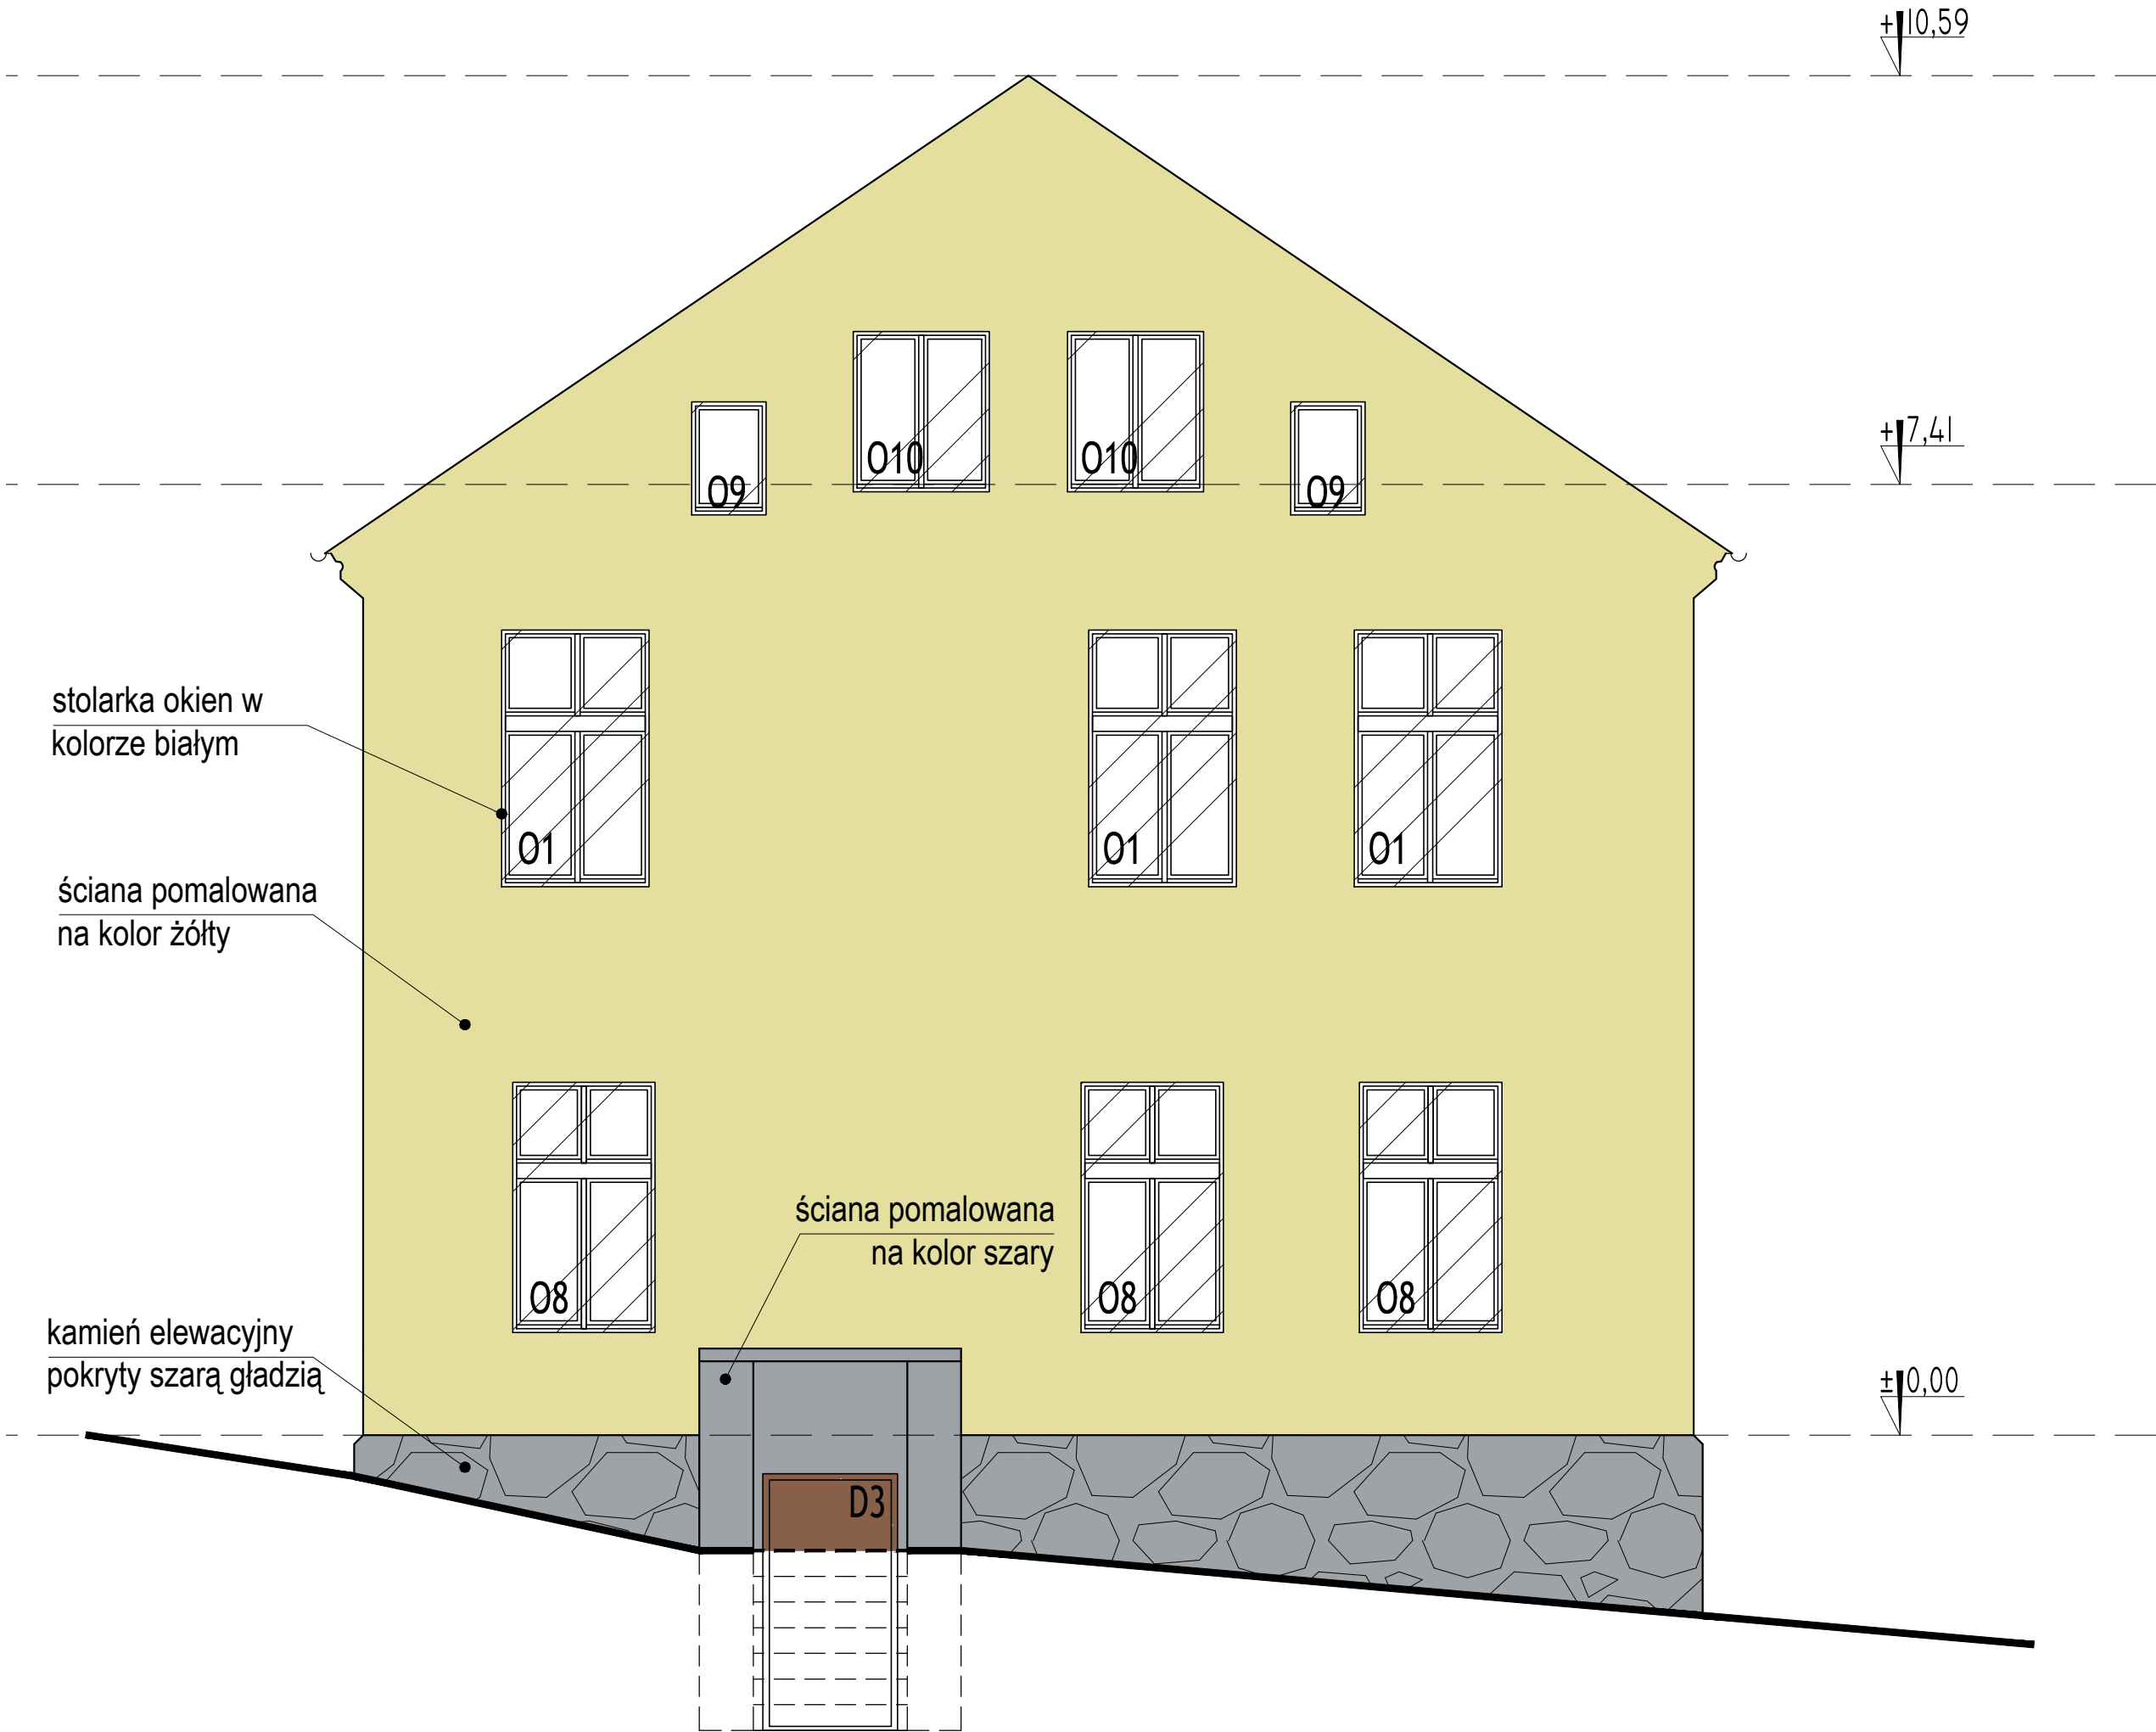 +10,59
+7,41
O10 O10
O9 O9
stolarka okien w
kolorze białym
O1 O1 O1
ściana pomalowana
na kolor żółty
ściana pomalowana
na kolor szary
O8 O8 O8
kamień elewacyjny
pokryty szarą gładzią
±0,00
D3